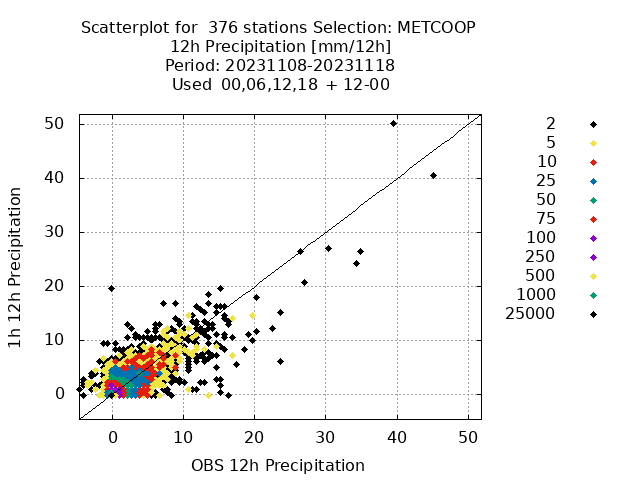 Scatterplot for  376 stations Selection: METCOOP
12h Precipitation [mm/12h]
Period: 20231108-20231118
Used  00,06,12,18  + 12-00
50
40
30
20
10
0
1h 12h Precipitation
0 10 20 30 40 50
OBS 12h Precipitation
2
5
10
25
50
75
100
250
500
1000
25000